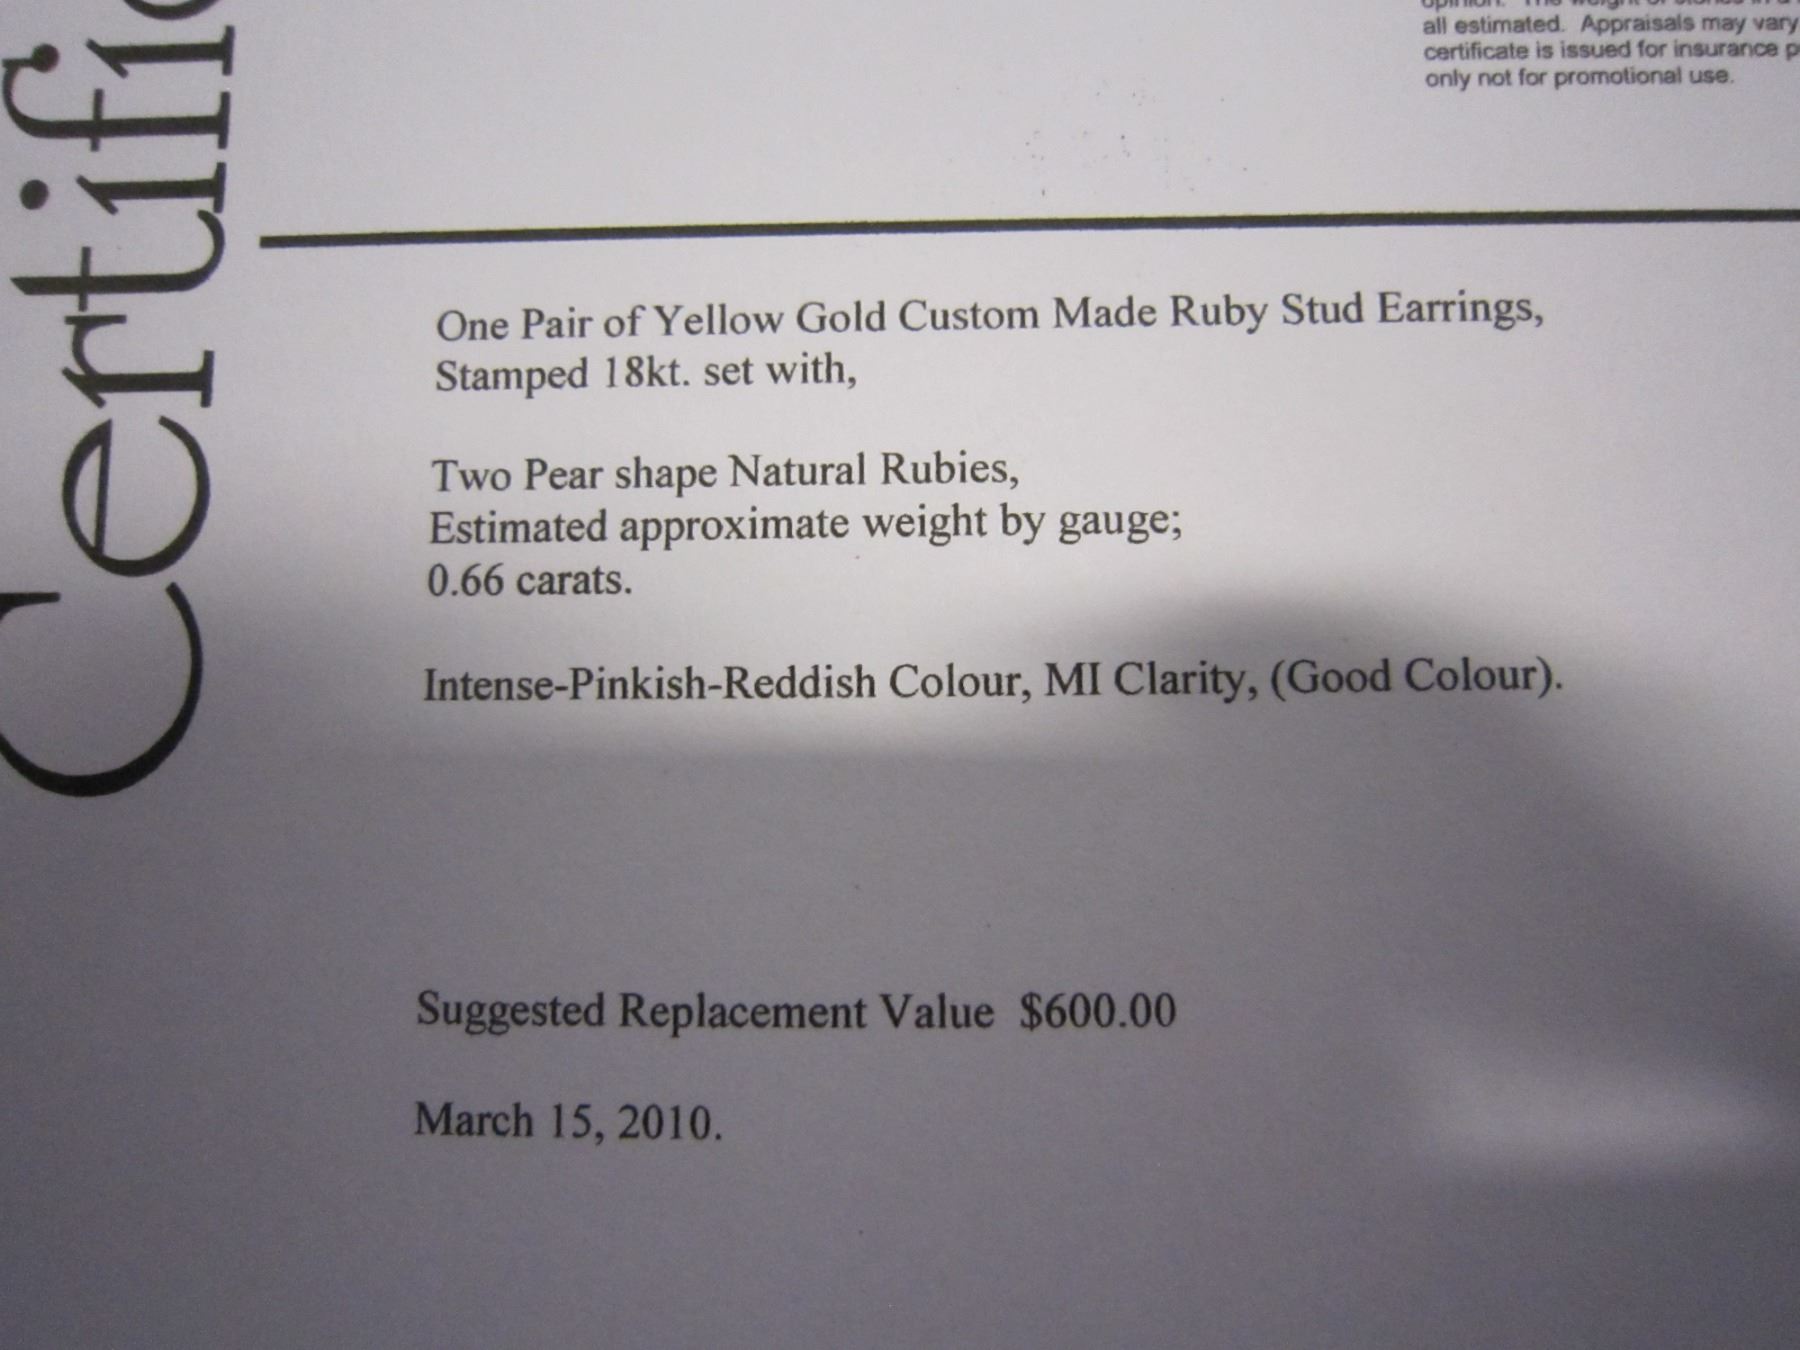 all estimated. Appraisals may vary
certificate is issued for insurance
only not for promotional use.
Certifi
One Pair of Yellow Gold Custom Made Ruby Stud Earrings,
Stamped 18kt. set with,
Two Pear shape Natural Rubies,
Estimated approximate weight by gauge;
0.66 carats.
Intense-Pinkish-Reddish Colour, MI Clarity, (Good Colour).
Suggested Replacement Value $600.00
March 15, 2010.